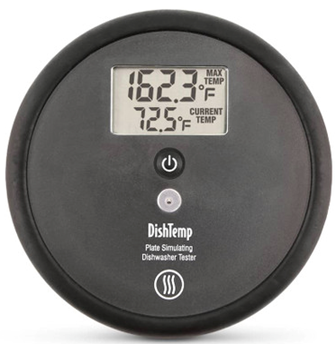 162.3°F MAX TEMP
72.5°F CURRENT TEMP
DishTemp
Plate Simulating
Dishwasher Tester